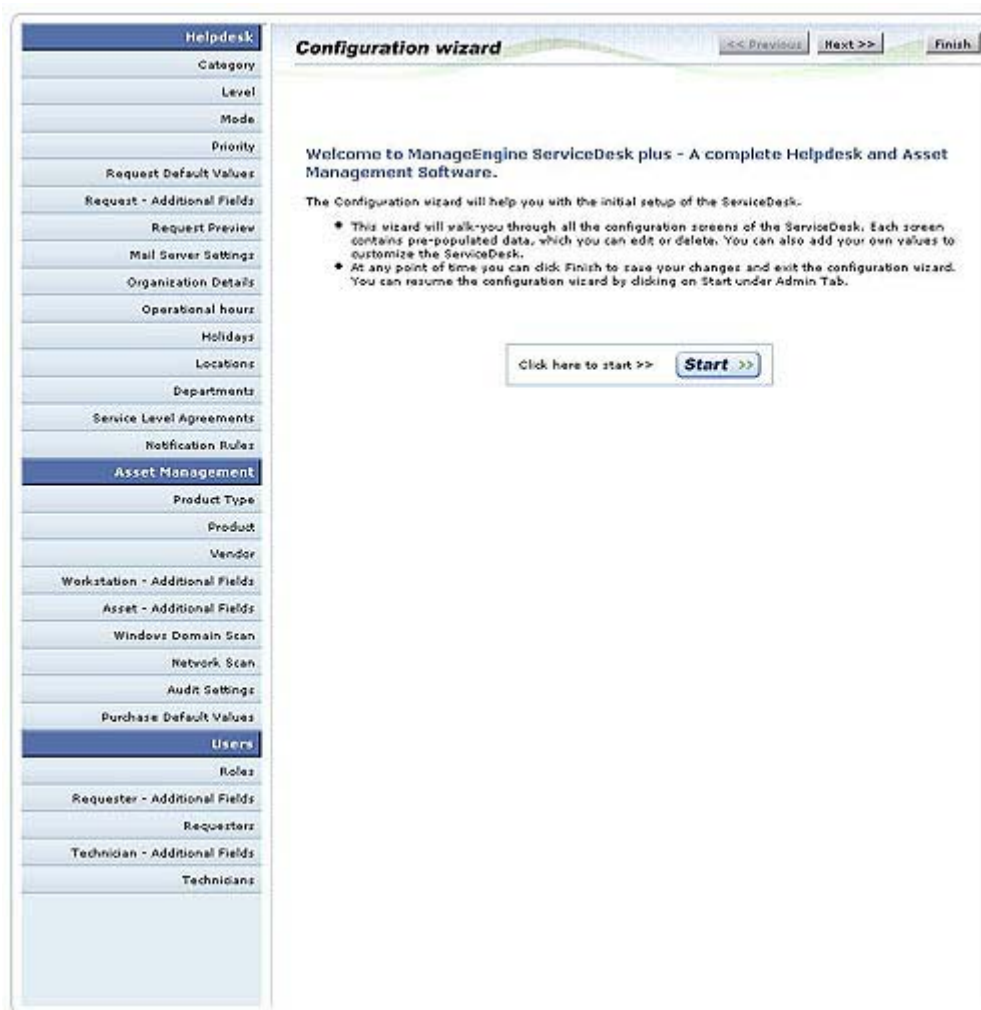 Helpdesk
Category
Level
Mode
Priority
Request Default Values
Request - Additional Fields
Request Preview
Mail Server Settings
Organization Details
Operational hours
Holidays
Locations
Departments
Service Level Agreements
Notification Rules
Asset Management
Product Type
Product
Vendor
Workstation - Additional Fields
Asset - Additional Fields
Windows Domain Scan
Network Scan
Audit Settings
Purchase Default Values
Users
Roles
Requester - Additional Fields
Requesters
Technician - Additional Fields
Technicians
Configuration wizard
<< Previous
Next >>
Finish
Welcome to ManageEngine ServiceDesk plus - A complete Helpdesk and Asset
Management Software.
The Configuration wizard will help you with the initial setup of the ServiceDesk.
• This wizard will walk-you through all the configuration screens of the ServiceDesk. Each screen
contains pre-populated data, which you can edit or delete. You can also add your own values to
customize the ServiceDesk.
• At any point of time you can click Finish to save your changes and exit the configuration wizard.
You can resume the configuration wizard by clicking on Start under Admin Tab.
Click here to start >>
Start >>